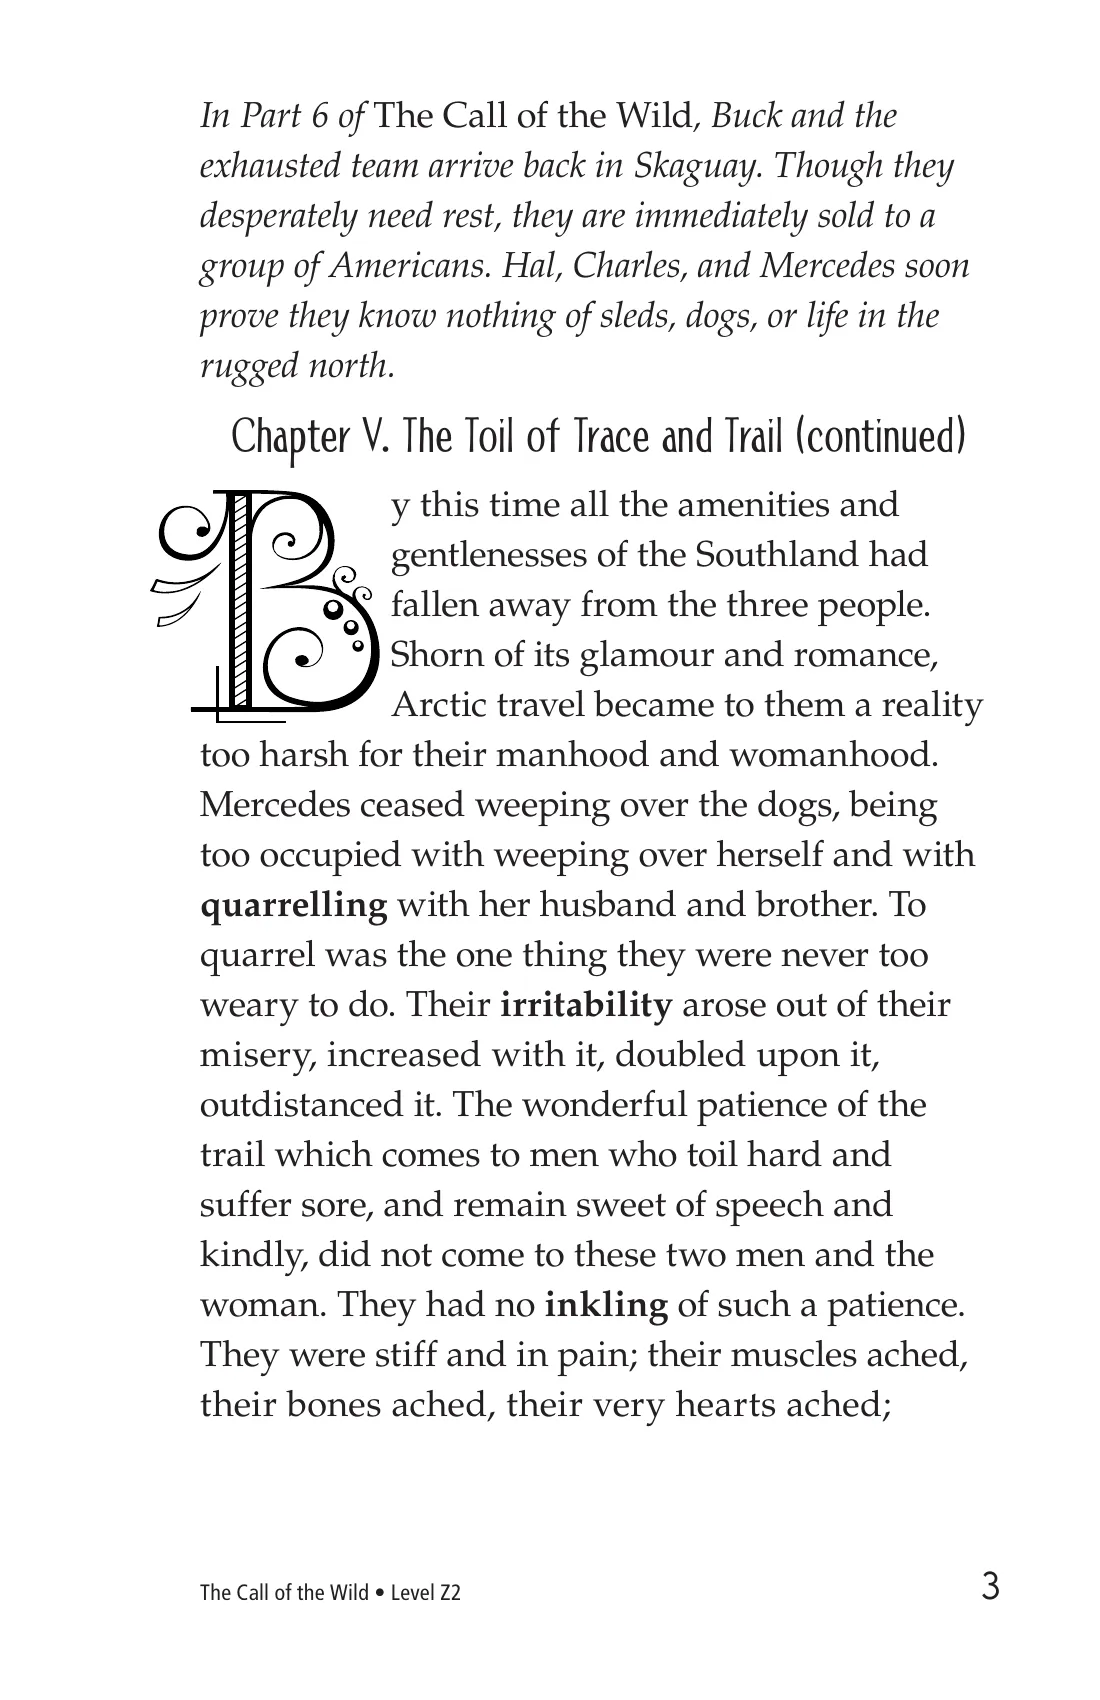 In Part 6 of The Call of the Wild, Buck and the
exhausted team arrive back in Skaguay. Though they
desperately need rest, they are immediately sold to a
group of Americans. Hal, Charles, and Mercedes soon
prove they know nothing of sleds, dogs, or life in the
rugged north.
Chapter V. The Toil of Trace and Trail (continued)
By this time all the amenities and
gentlenesses of the Southland had
fallen away from the three people.
Shorn of its glamour and romance,
Arctic travel became to them a reality
too harsh for their manhood and womanhood.
Mercedes ceased weeping over the dogs, being
too occupied with weeping over herself and with
quarrelling with her husband and brother. To
quarrel was the one thing they were never too
weary to do. Their irritability arose out of their
misery, increased with it, doubled upon it,
outdistanced it. The wonderful patience of the
trail which comes to men who toil hard and
suffer sore, and remain sweet of speech and
kindly, did not come to these two men and the
woman. They had no inkling of such a patience.
They were stiff and in pain; their muscles ached,
their bones ached, their very hearts ached;
The Call of the Wild • Level Z2
3